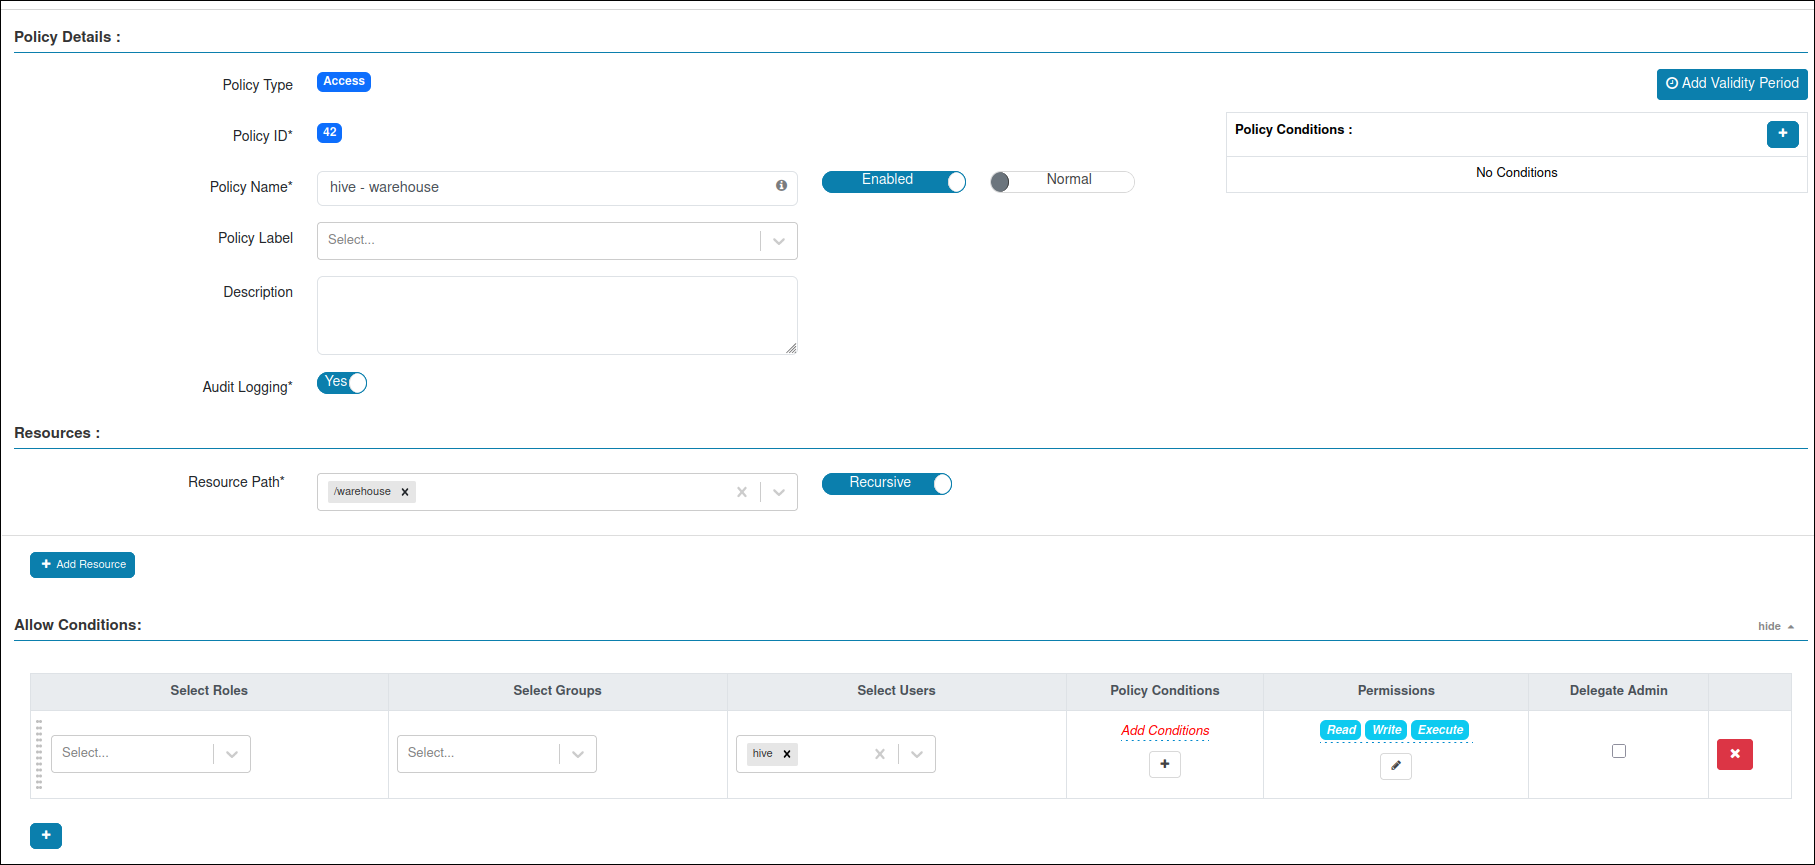 Policy Details :
Policy Type Access
Add Validity Period
Policy Conditions :
No Conditions
Policy ID* 42
Policy Name* hive - warehouse Enabled Normal
Policy Label Select...
Description
Audit Logging* Yes
Resources :
Resource Path* /warehouse Recursive
Add Resource
Allow Conditions:
hide
Select Roles Select Groups Select Users Policy Conditions Permissions Delegate Admin
Select... Select... hive Add Conditions Read Write Execute